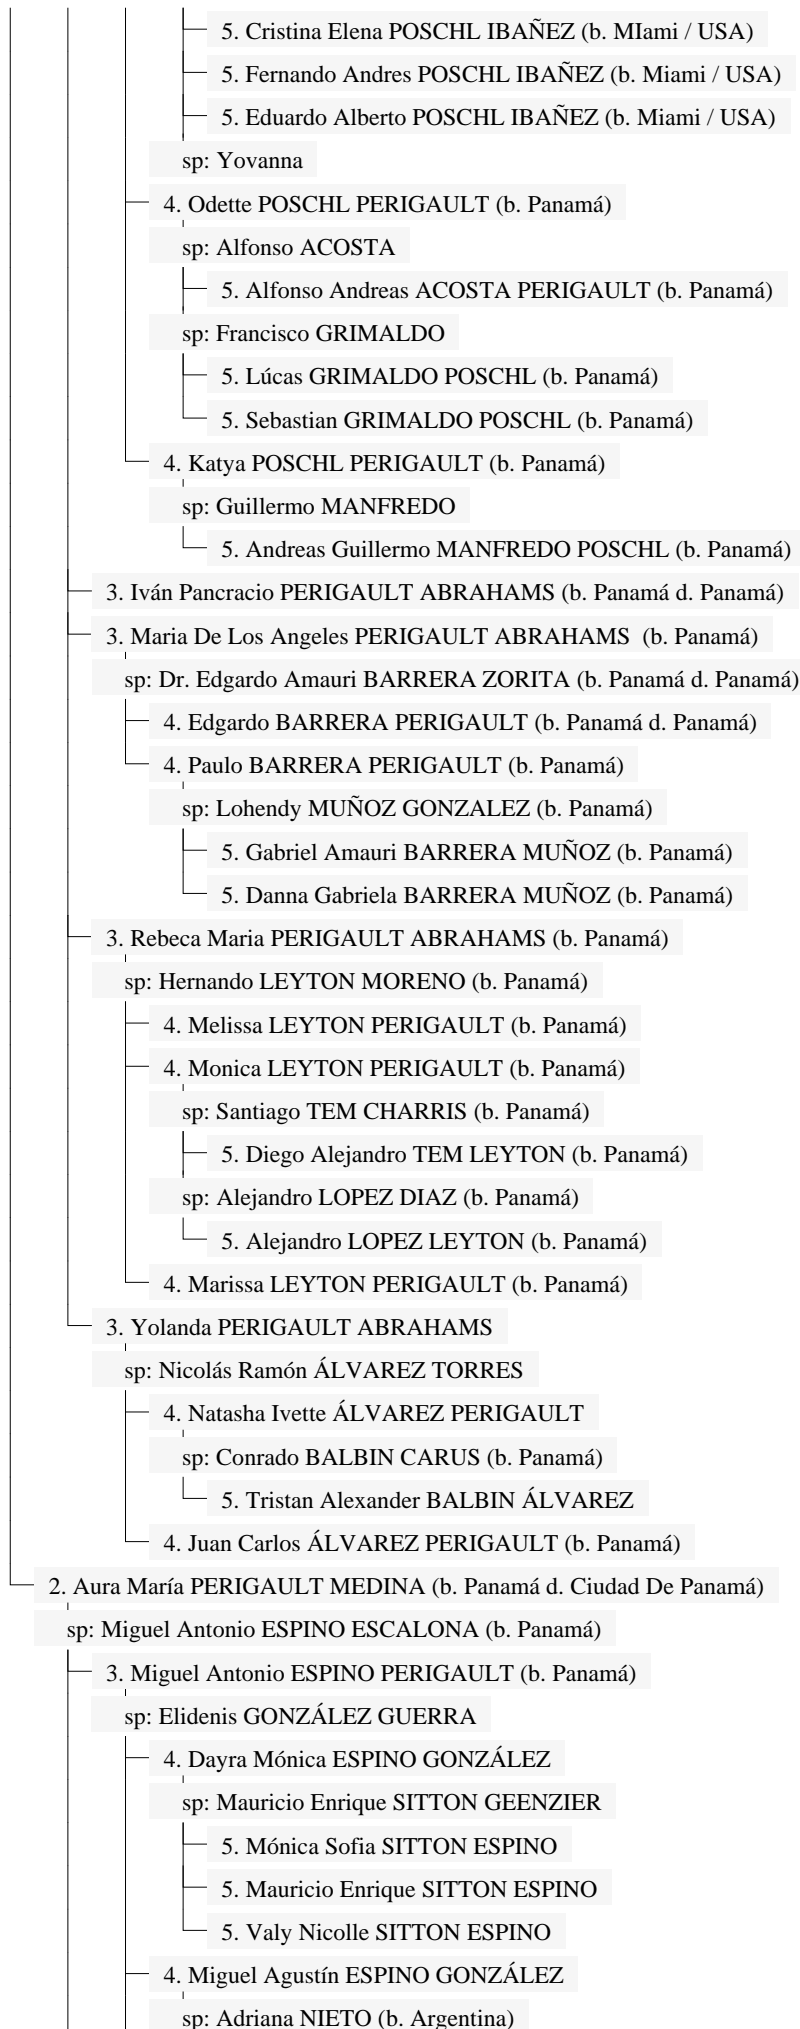 5. Cristina Elena POSCHL IBAÑEZ (b. MIami / USA)
5. Fernando Andres POSCHL IBAÑEZ (b. Miami / USA)
5. Eduardo Alberto POSCHL IBAÑEZ (b. Miami / USA)
sp: Yovanna
4. Odette POSCHL PERIGAULT (b. Panamá)
sp: Alfonso ACOSTA
5. Alfonso Andreas ACOSTA PERIGAULT (b. Panamá)
sp: Francisco GRIMALDO
5. Lúcas GRIMALDO POSCHL (b. Panamá)
5. Sebastian GRIMALDO POSCHL (b. Panamá)
4. Katya POSCHL PERIGAULT (b. Panamá)
sp: Guillermo MANFREDO
5. Andreas Guillermo MANFREDO POSCHL (b. Panamá)
3. Iván Pancracio PERIGAULT ABRAHAMS (b. Panamá d. Panamá)
3. Maria De Los Angeles PERIGAULT ABRAHAMS (b. Panamá)
sp: Dr. Edgardo Amauri BARRERA ZORITA (b. Panamá d. Panamá)
4. Edgardo BARRERA PERIGAULT (b. Panamá d. Panamá)
4. Paulo BARRERA PERIGAULT (b. Panamá)
sp: Lohendy MUÑOZ GONZALEZ (b. Panamá)
5. Gabriel Amauri BARRERA MUÑOZ (b. Panamá)
5. Danna Gabriela BARRERA MUÑOZ (b. Panamá)
3. Rebeca Maria PERIGAULT ABRAHAMS (b. Panamá)
sp: Hernando LEYTON MORENO (b. Panamá)
4. Melissa LEYTON PERIGAULT (b. Panamá)
4. Monica LEYTON PERIGAULT (b. Panamá)
sp: Santiago TEM CHARRIS (b. Panamá)
5. Diego Alejandro TEM LEYTON (b. Panamá)
sp: Alejandro LOPEZ DIAZ (b. Panamá)
5. Alejandro LOPEZ LEYTON (b. Panamá)
4. Marissa LEYTON PERIGAULT (b. Panamá)
3. Yolanda PERIGAULT ABRAHAMS
sp: Nicolás Ramón ÁLVAREZ TORRES
4. Natasha Ivette ÁLVAREZ PERIGAULT
sp: Conrado BALBIN CARUS (b. Panamá)
5. Tristan Alexander BALBIN ÁLVAREZ
4. Juan Carlos ÁLVAREZ PERIGAULT (b. Panamá)
2. Aura María PERIGAULT MEDINA (b. Panamá d. Ciudad De Panamá)
sp: Miguel Antonio ESPINO ESCALONA (b. Panamá)
3. Miguel Antonio ESPINO PERIGAULT (b. Panamá)
sp: Elidenis GONZÁLEZ GUERRA
4. Dayra Mónica ESPINO GONZÁLEZ
sp: Mauricio Enrique SITTON GEENZIER
5. Mónica Sofia SITTON ESPINO
5. Mauricio Enrique SITTON ESPINO
5. Valy Nicolle SITTON ESPINO
4. Miguel Agustín ESPINO GONZÁLEZ
sp: Adriana NIETO (b. Argentina)